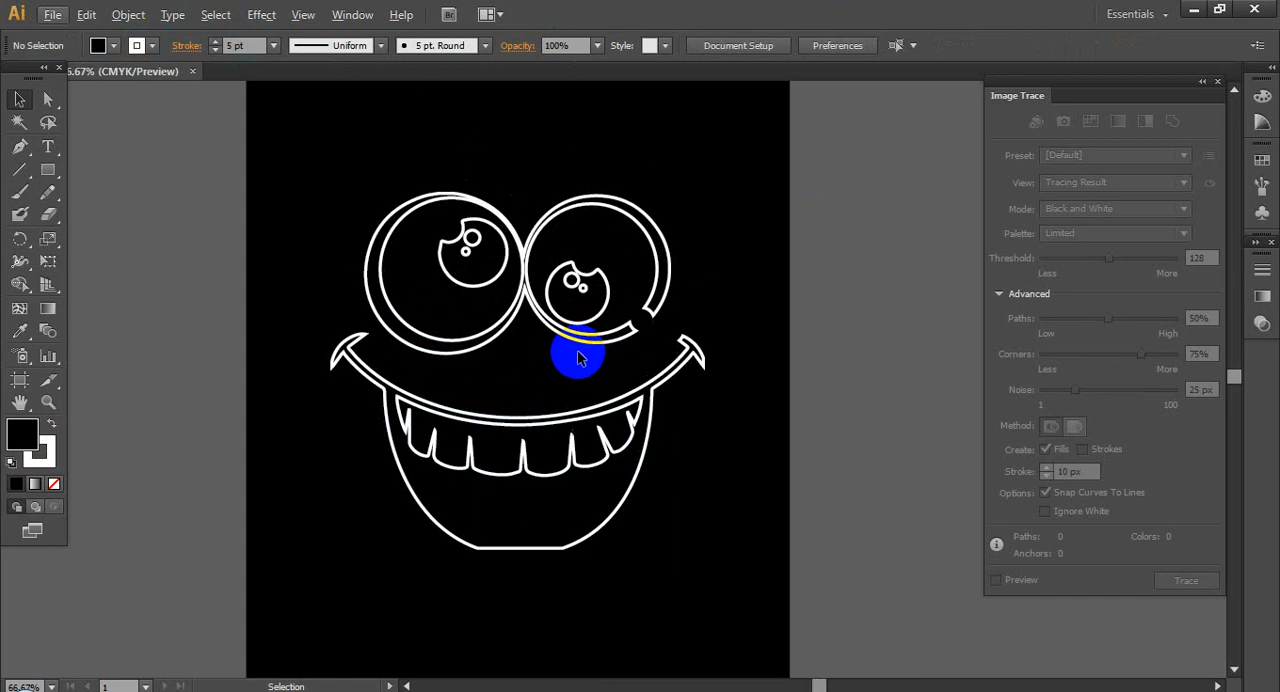 Ai File Edit Object Type Select Effect View Window Help Br Essentials
No Selection Stroke: 5 pt Uniform 5 pt. Round Opacity: 100% Style: Document Setup Preferences
6.67% (CMYK/Preview) ×
Image Trace
Preset: [Default]
View: Tracing Result
Mode: Black and White
Palette: Limited
Threshold: 128
Less More
Advanced
Paths: 50%
Low High
Corners: 75%
Less More
Noise: 25 px
1 100
Method:
Create: Fills Strokes
Stroke: 10 px
Options: Snap Curves To Lines
Ignore White
Paths: 0 Colors: 0
Anchors: 0
Preview Trace
66.67% 1 Selection